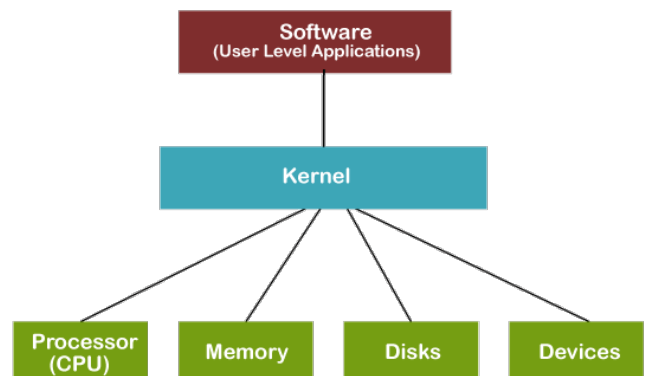 Software
(User Level Applications)
Kernel
Processor
(CPU)
Memory
Disks
Devices